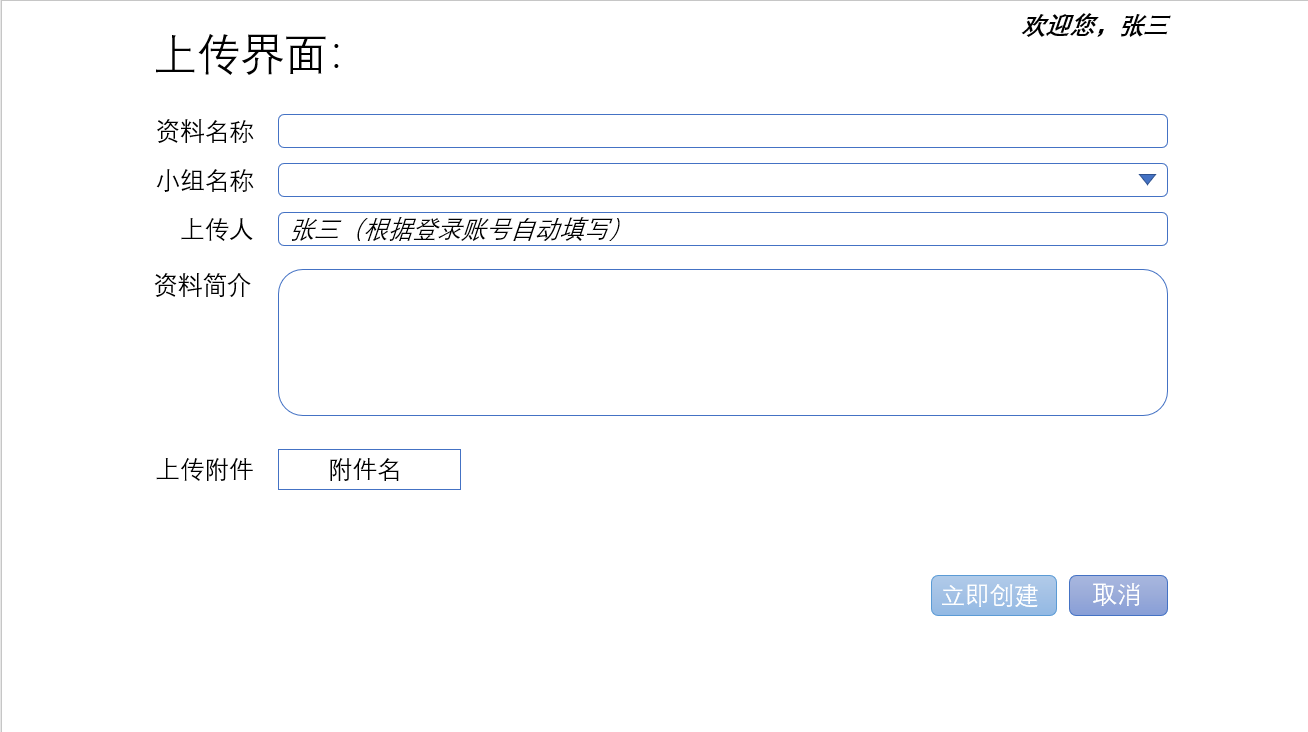 欢迎您，张三
上传界面：
资料名称
小组名称
上传人 张三（根据登录账号自动填写）
资料简介
上传附件 附件名
立即创建 取消